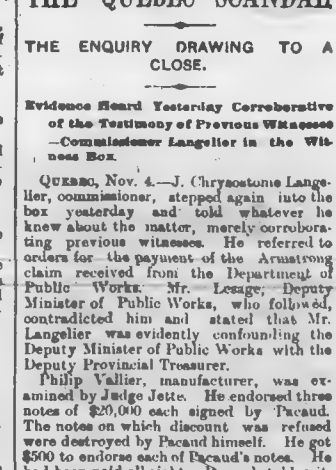 THE QUEBEC SCANDAL
THE ENQUIRY DRAWING TO A
CLOSE.
Evidence Heard Yesterday Corroborative
of the Testimony of Previous Witnesses
—Commissioner Langelier in the Wit-
ness Box.
QUEBEC, Nov. 4.—J. Chrysostome Lange-
lier, commissioner, stepped again into the
box yesterday and told whatever he
knew about the matter, merely corrobora-
ting previous witnesses. He referred to
orders for the payment of the Armstrong
claim received from the Department of
Public Works. Mr. Lesage, Deputy
Minister of Public Works, who followed,
contradicted him and stated that Mr.
Langelier was evidently confounding the
Deputy Minister of Public Works with the
Deputy Provincial Treasurer.
Philip Vallier, manufacturer, was ex-
amined by Judge Jette. He endorsed three
notes of $20,000 each signed by Pacaud.
The notes on which discount was refused
were destroyed by Pacaud himself. He got
$500 to endorse each of Pacaud's notes. He